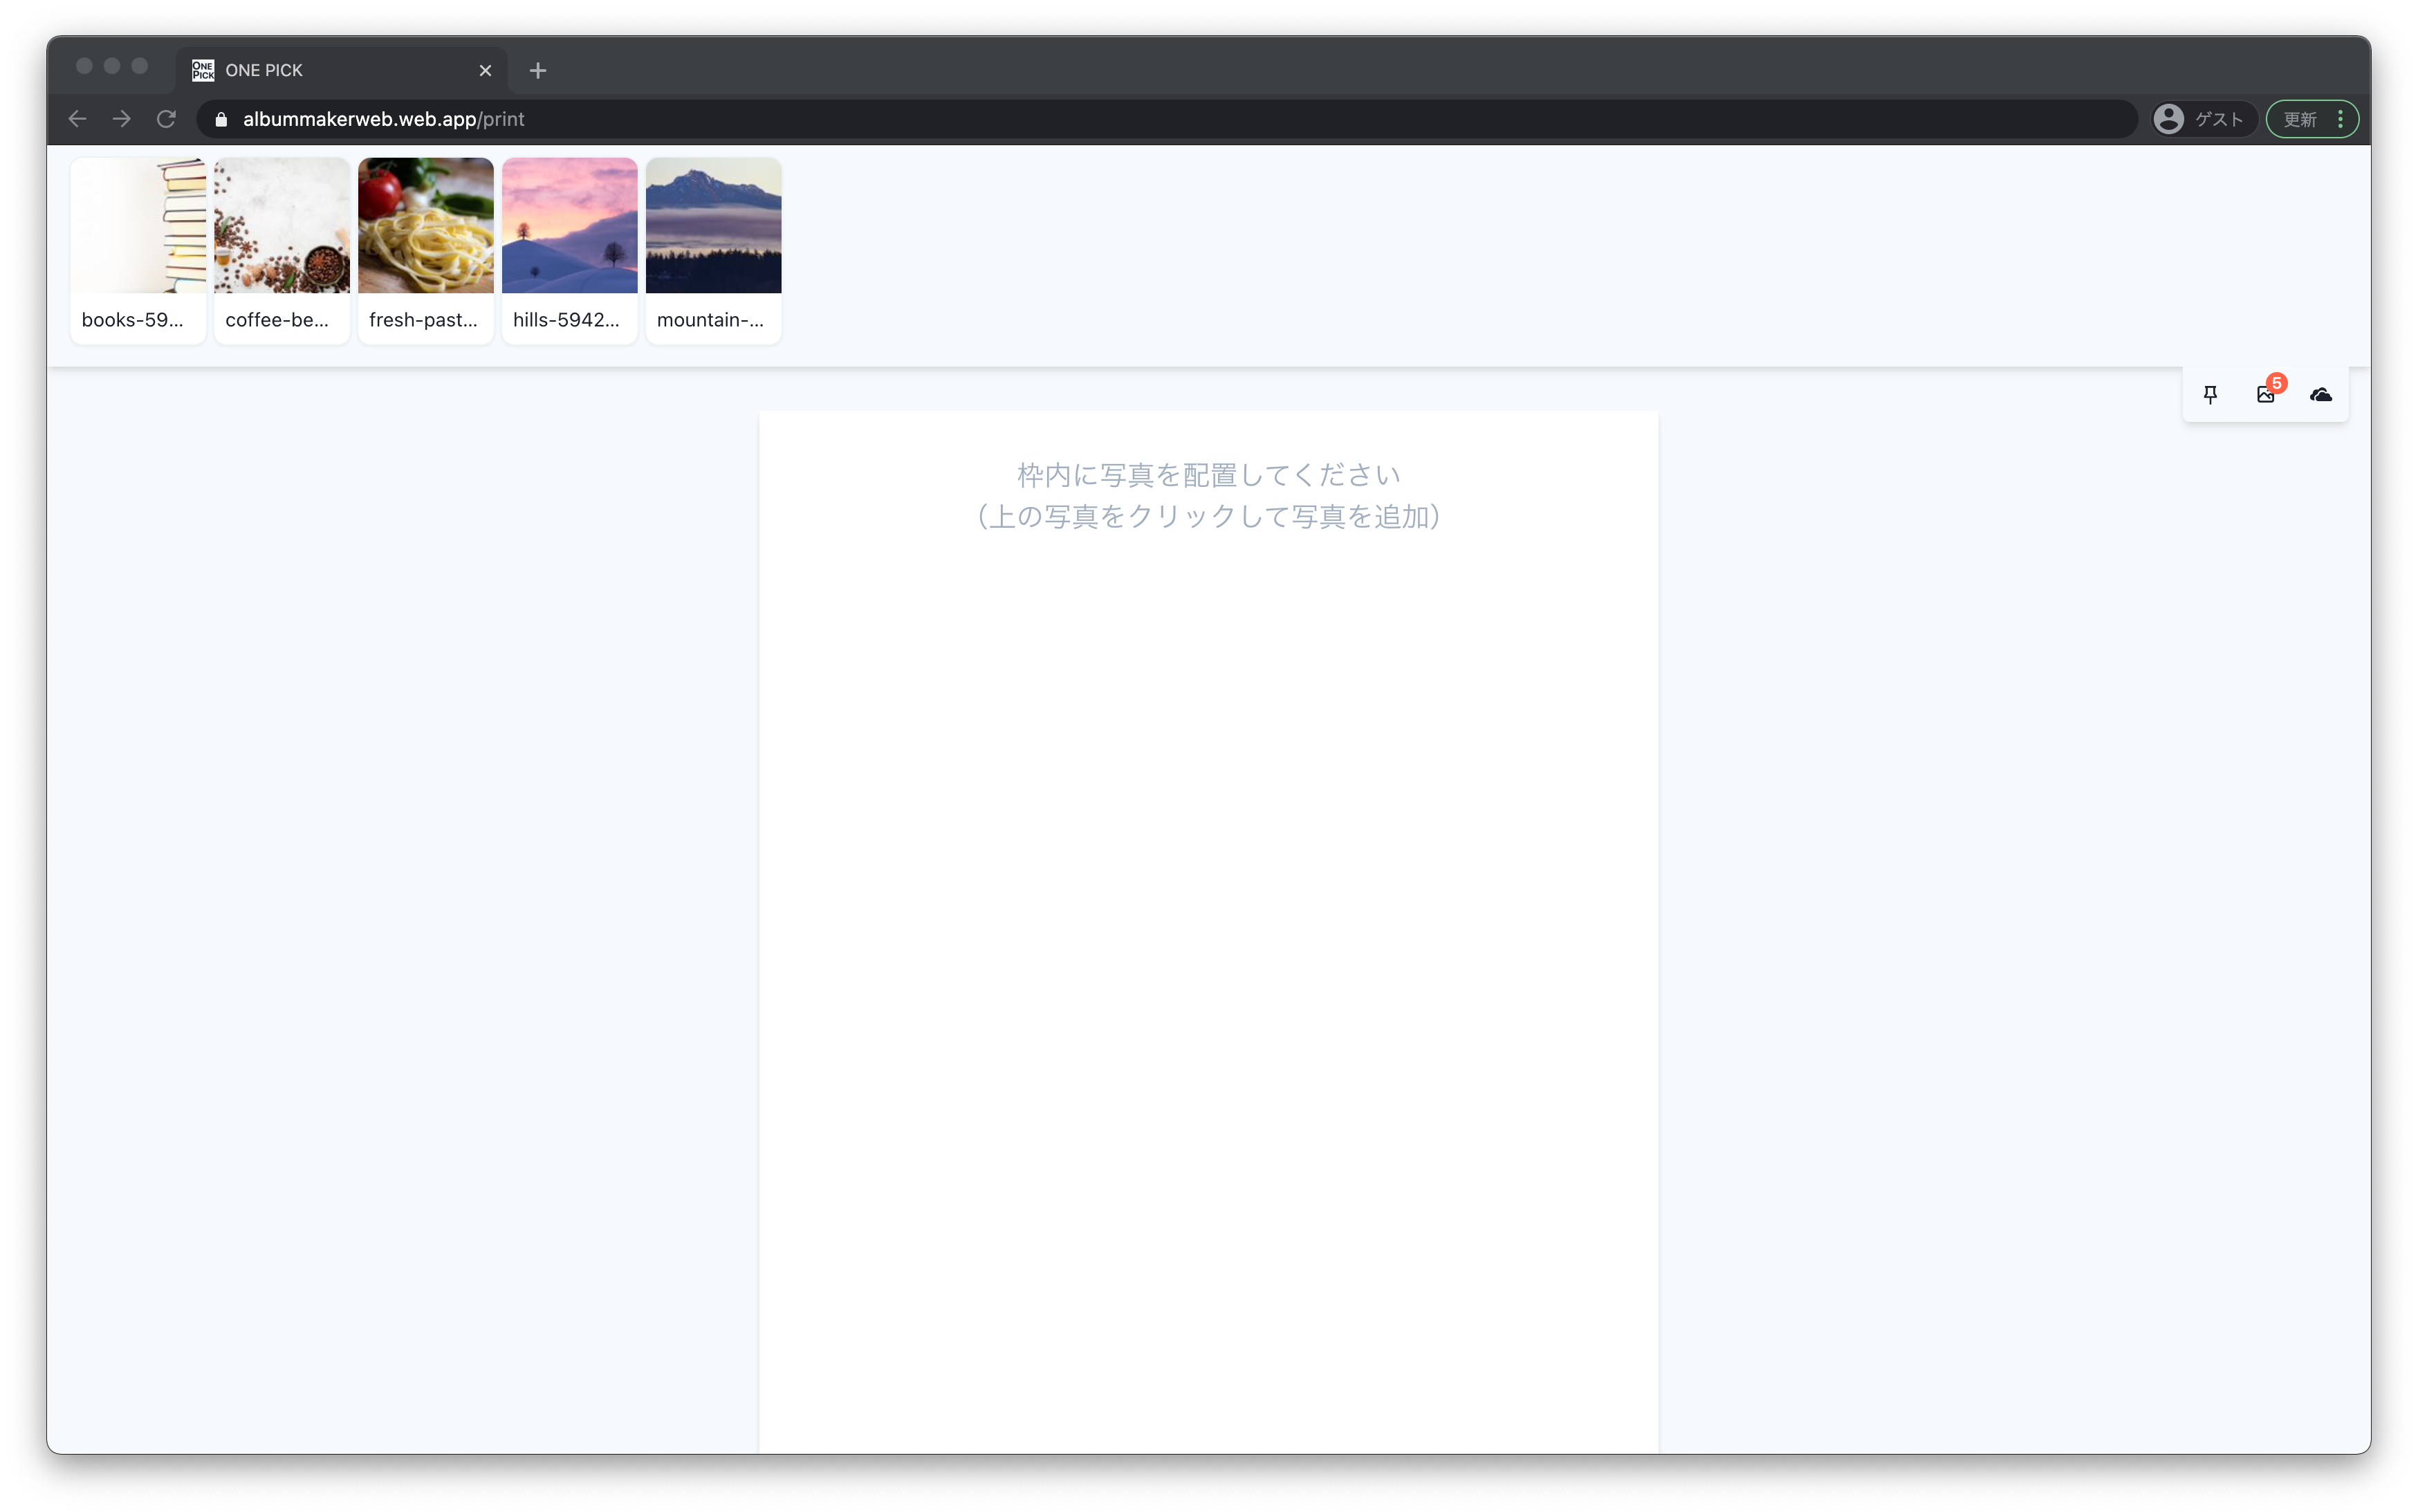 ONE PICK
ONE PICK
albummakerweb.web.app/print
ゲスト
更新
books-59...
coffee-be...
fresh-past...
hills-5942...
mountain-...
5
枠内に写真を配置してください
（上の写真をクリックして写真を追加）